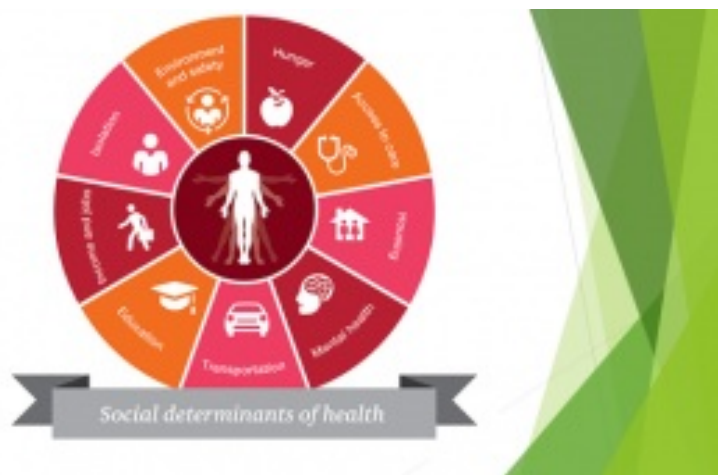 Environment
and safety
Hunger
Access to care
Housing
Mental health
Transportation
Education
Income and jobs
Isolation
Social determinants of health